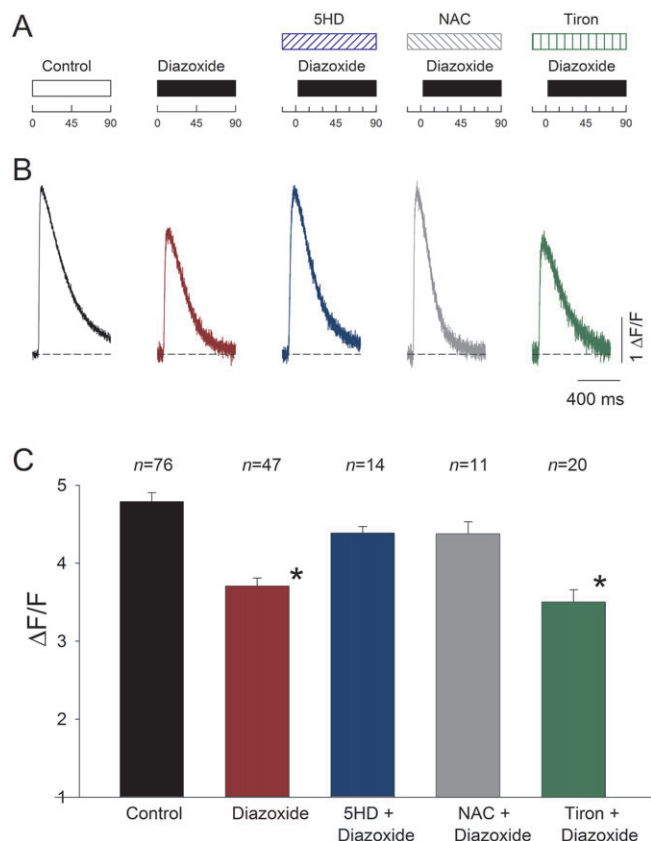 A
5HD NAC Tiron
Control Diazoxide Diazoxide Diazoxide Diazoxide
0 45 90 0 45 90 0 45 90 0 45 90 0 45 90
B
1 ΔF/F
400 ms
C
n=76 n=47 n=14 n=11 n=20
5
4
3
2
1
ΔF/F
* *
Control Diazoxide 5HD + NAC + Tiron +
Diazoxide Diazoxide Diazoxide